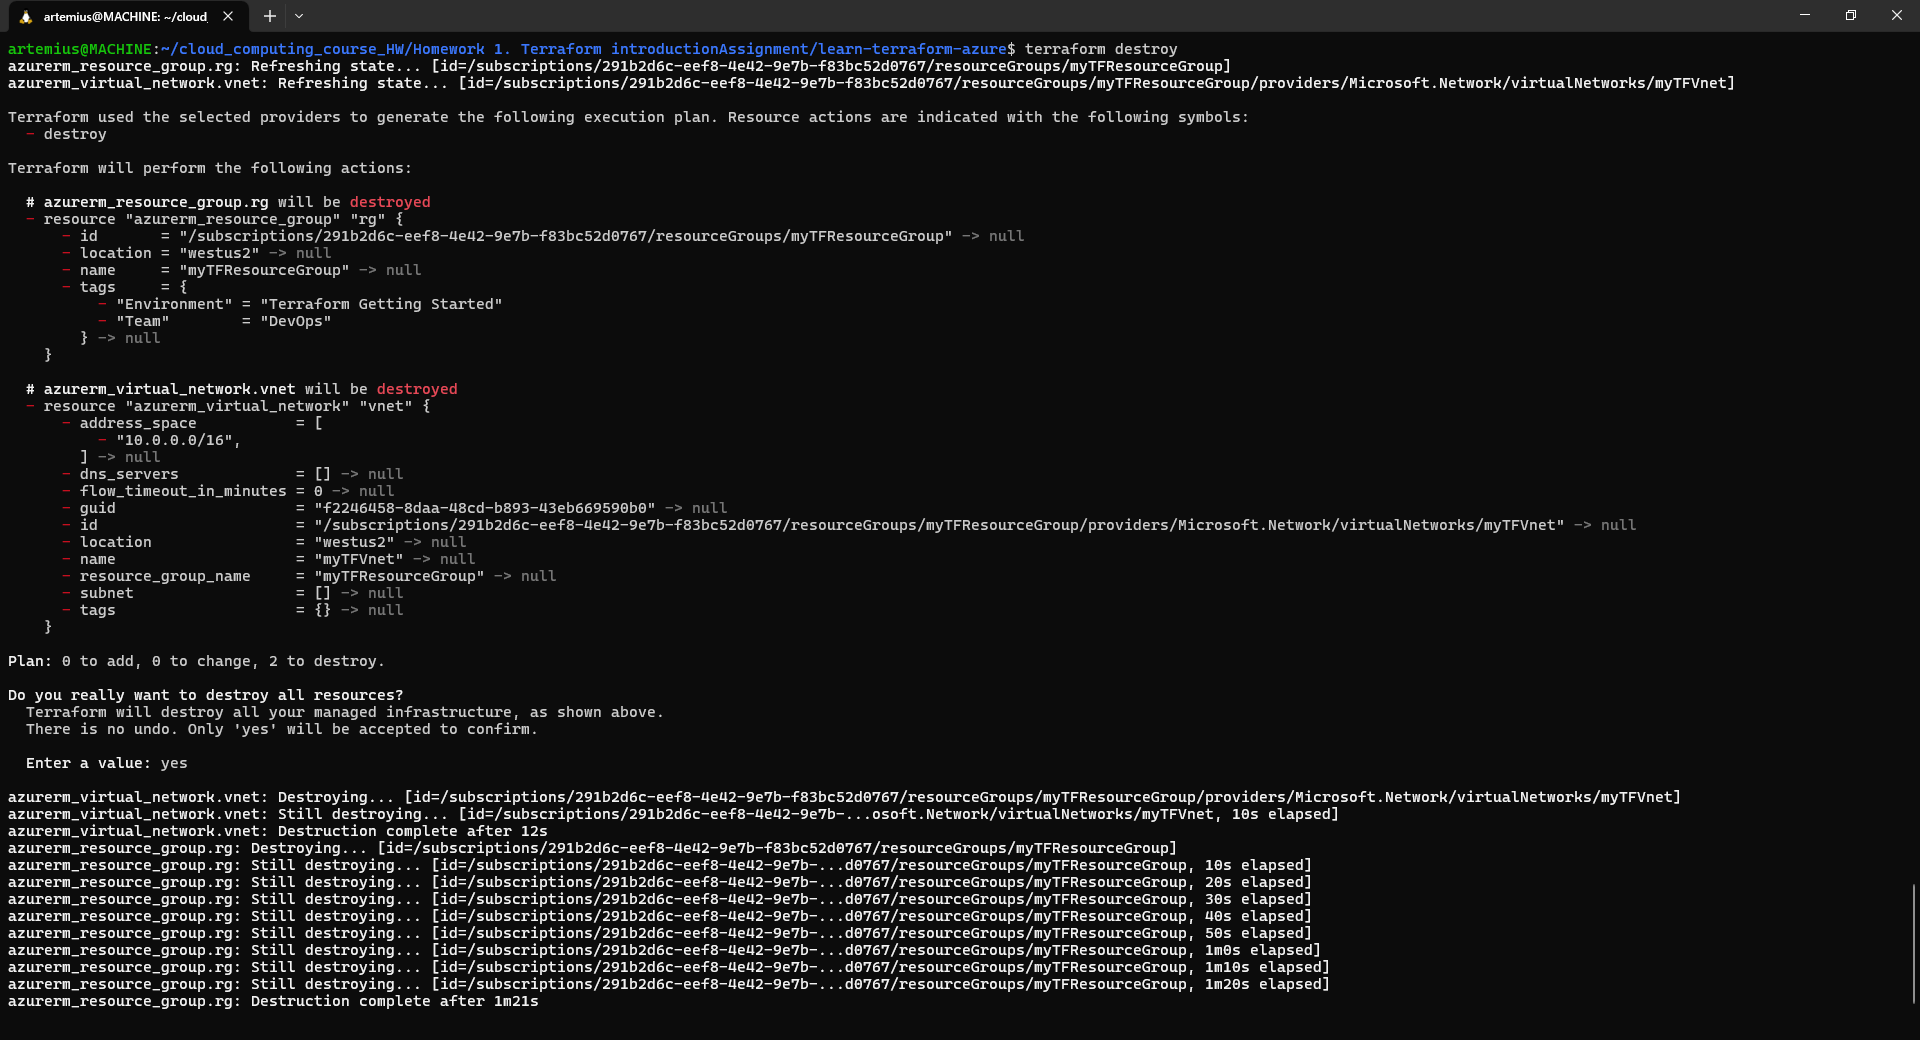 artemius@MACHINE: ~/cloud_
artemius@MACHINE:~/cloud_computing_course_HW/Homework 1. Terraform introductionAssignment/learn-terraform-azure$ terraform destroy
azurerm_resource_group.rg: Refreshing state... [id=/subscriptions/291b2d6c-eef8-4e42-9e7b-f83bc52d0767/resourceGroups/myTFResourceGroup]
azurerm_virtual_network.vnet: Refreshing state... [id=/subscriptions/291b2d6c-eef8-4e42-9e7b-f83bc52d0767/resourceGroups/myTFResourceGroup/providers/Microsoft.Network/virtualNetworks/myTFVnet]

Terraform used the selected providers to generate the following execution plan. Resource actions are indicated with the following symbols:
  - destroy

Terraform will perform the following actions:

  # azurerm_resource_group.rg will be destroyed
  - resource "azurerm_resource_group" "rg" {
      - id       = "/subscriptions/291b2d6c-eef8-4e42-9e7b-f83bc52d0767/resourceGroups/myTFResourceGroup" -> null
      - location = "westus2" -> null
      - name     = "myTFResourceGroup" -> null
      - tags     = {
          - "Environment" = "Terraform Getting Started"
          - "Team"        = "DevOps"
        } -> null
    }

  # azurerm_virtual_network.vnet will be destroyed
  - resource "azurerm_virtual_network" "vnet" {
      - address_space           = [
          - "10.0.0.0/16",
        ] -> null
      - dns_servers             = [] -> null
      - flow_timeout_in_minutes = 0 -> null
      - guid                    = "f2246458-8daa-48cd-b893-43eb669590b0" -> null
      - id                      = "/subscriptions/291b2d6c-eef8-4e42-9e7b-f83bc52d0767/resourceGroups/myTFResourceGroup/providers/Microsoft.Network/virtualNetworks/myTFVnet" -> null
      - location                = "westus2" -> null
      - name                    = "myTFVnet" -> null
      - resource_group_name     = "myTFResourceGroup" -> null
      - subnet                  = [] -> null
      - tags                    = {} -> null
    }

Plan: 0 to add, 0 to change, 2 to destroy.

Do you really want to destroy all resources?
  Terraform will destroy all your managed infrastructure, as shown above.
  There is no undo. Only 'yes' will be accepted to confirm.

  Enter a value: yes

azurerm_virtual_network.vnet: Destroying... [id=/subscriptions/291b2d6c-eef8-4e42-9e7b-f83bc52d0767/resourceGroups/myTFResourceGroup/providers/Microsoft.Network/virtualNetworks/myTFVnet]
azurerm_virtual_network.vnet: Still destroying... [id=/subscriptions/291b2d6c-eef8-4e42-9e7b-...osoft.Network/virtualNetworks/myTFVnet, 10s elapsed]
azurerm_virtual_network.vnet: Destruction complete after 12s
azurerm_resource_group.rg: Destroying... [id=/subscriptions/291b2d6c-eef8-4e42-9e7b-f83bc52d0767/resourceGroups/myTFResourceGroup]
azurerm_resource_group.rg: Still destroying... [id=/subscriptions/291b2d6c-eef8-4e42-9e7b-...d0767/resourceGroups/myTFResourceGroup, 10s elapsed]
azurerm_resource_group.rg: Still destroying... [id=/subscriptions/291b2d6c-eef8-4e42-9e7b-...d0767/resourceGroups/myTFResourceGroup, 20s elapsed]
azurerm_resource_group.rg: Still destroying... [id=/subscriptions/291b2d6c-eef8-4e42-9e7b-...d0767/resourceGroups/myTFResourceGroup, 30s elapsed]
azurerm_resource_group.rg: Still destroying... [id=/subscriptions/291b2d6c-eef8-4e42-9e7b-...d0767/resourceGroups/myTFResourceGroup, 40s elapsed]
azurerm_resource_group.rg: Still destroying... [id=/subscriptions/291b2d6c-eef8-4e42-9e7b-...d0767/resourceGroups/myTFResourceGroup, 50s elapsed]
azurerm_resource_group.rg: Still destroying... [id=/subscriptions/291b2d6c-eef8-4e42-9e7b-...d0767/resourceGroups/myTFResourceGroup, 1m0s elapsed]
azurerm_resource_group.rg: Still destroying... [id=/subscriptions/291b2d6c-eef8-4e42-9e7b-...d0767/resourceGroups/myTFResourceGroup, 1m10s elapsed]
azurerm_resource_group.rg: Still destroying... [id=/subscriptions/291b2d6c-eef8-4e42-9e7b-...d0767/resourceGroups/myTFResourceGroup, 1m20s elapsed]
azurerm_resource_group.rg: Destruction complete after 1m21s